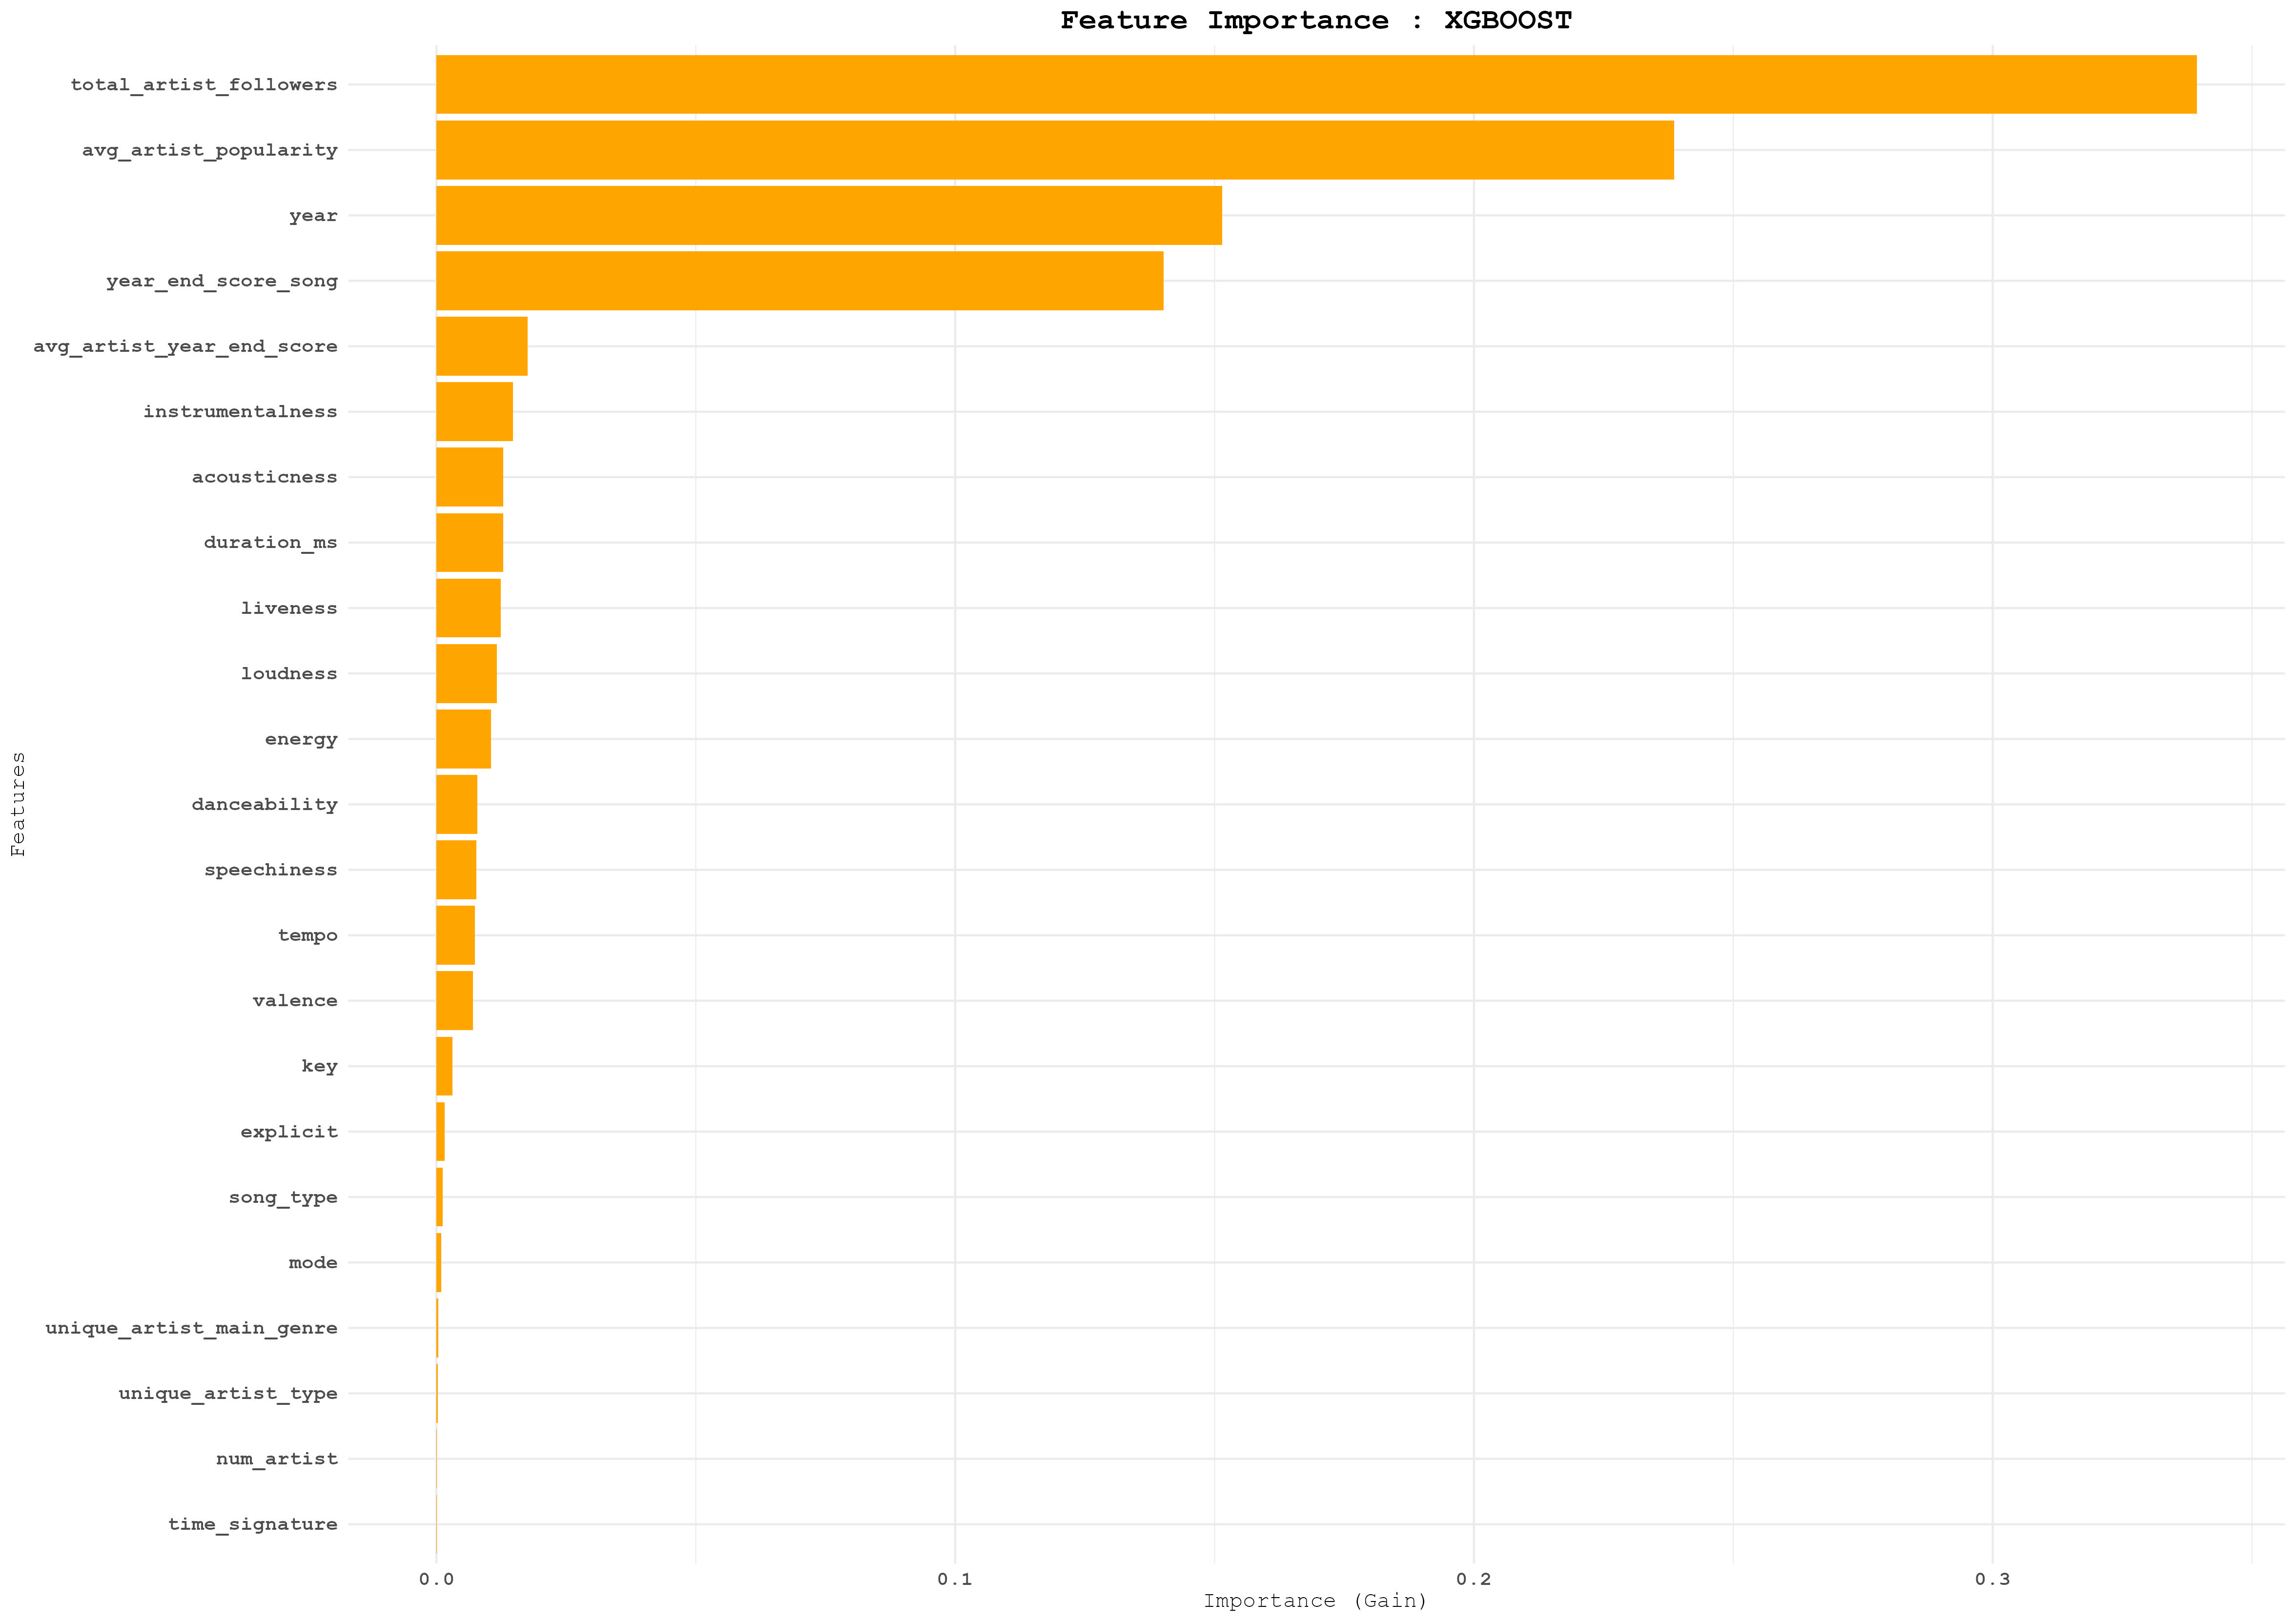 Feature Importance : XGBOOST
total_artist_followers
avg_artist_popularity
year
year_end_score_song
avg_artist_year_end_score
instrumentalness
acousticness
duration_ms
liveness
loudness
energy
danceability
speechiness
tempo
valence
key
explicit
song_type
mode
unique_artist_main_genre
unique_artist_type
num_artist
time_signature
Features
0.0 0.1 0.2 0.3
Importance (Gain)